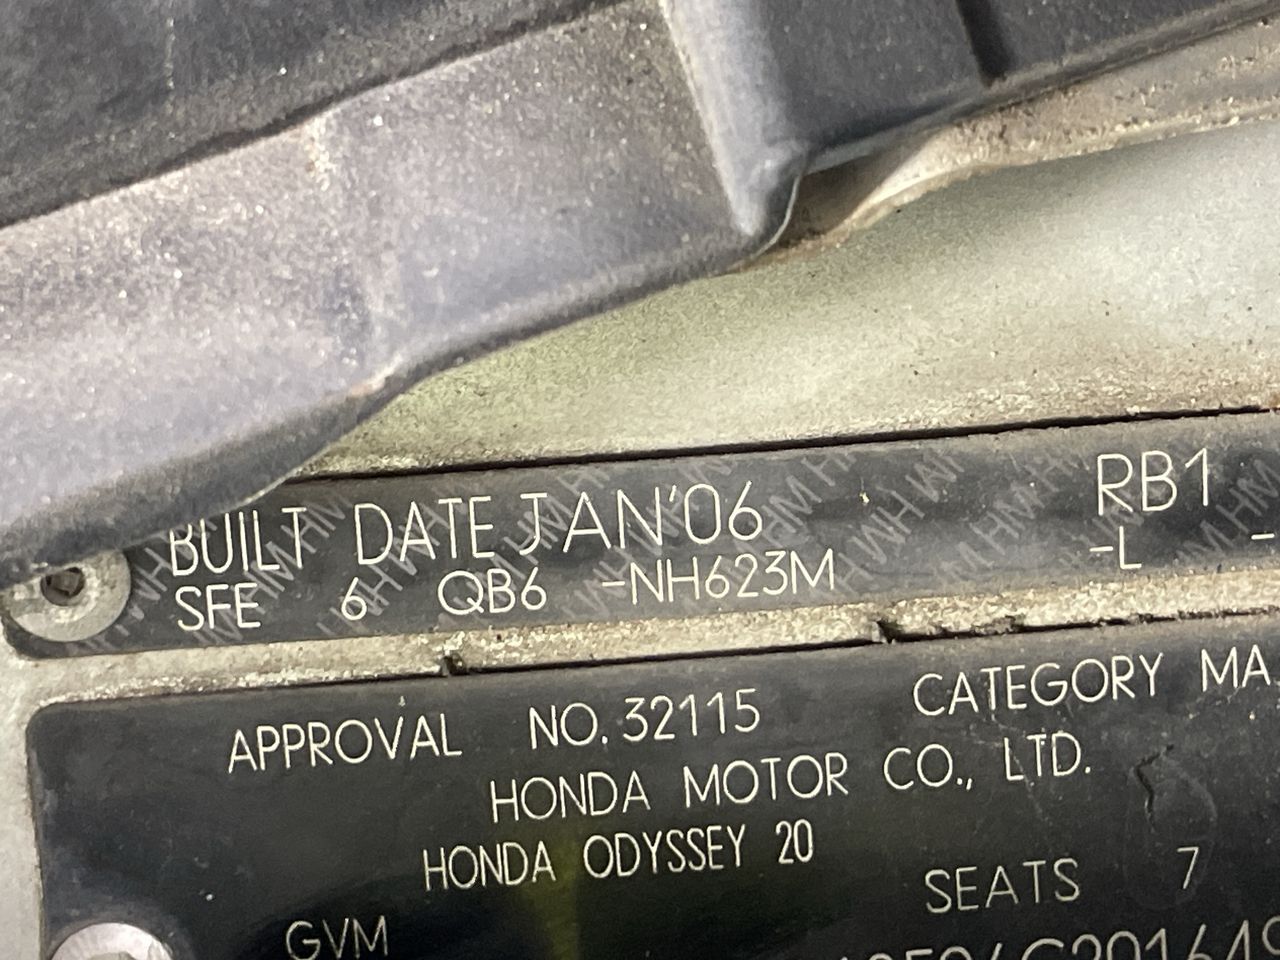 BUILT DATE JAN'06 RB1
SFE 6 QB6 -NH623M -L -
APPROVAL NO. 32115 CATEGORY MA
HONDA MOTOR CO., LTD.
HONDA ODYSSEY 20
SEATS 7
GVM